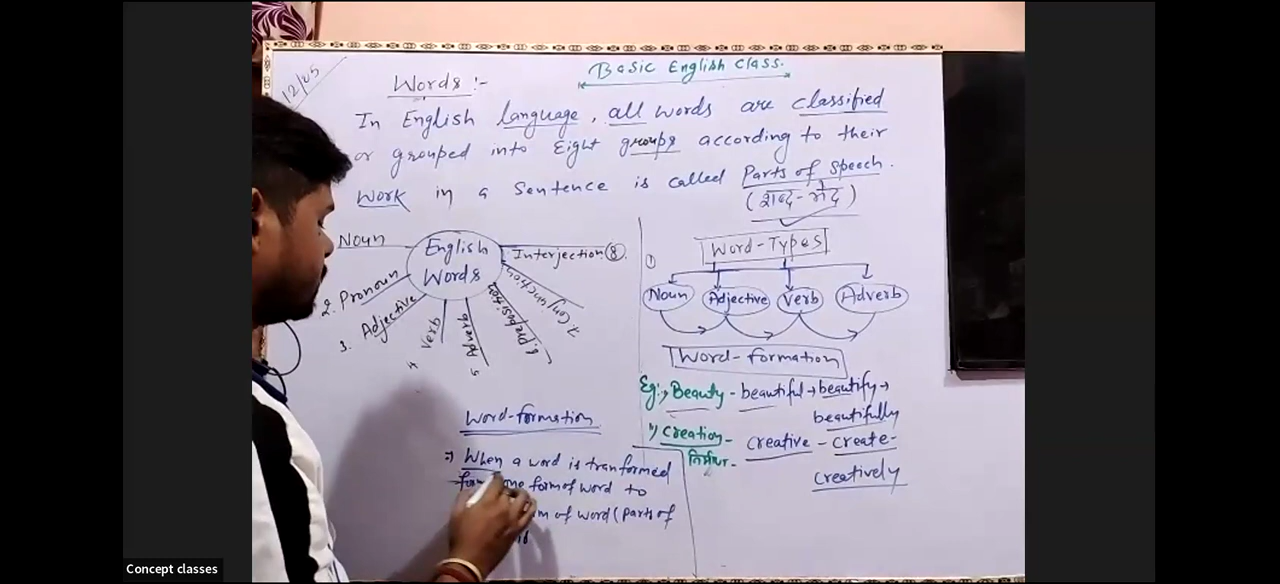 12/05
Basic English Class.
Words :-
In English language, all words are classified
or grouped into Eight groups according to their
work in a Sentence is called Parts of speech.
(शब्द-भेद)
English
Words
Noun
2. Pronoun
3. Adjective
4. Verb
5. Adverb
6. Preposition
7. Conjunction
Interjection 8.
1
Word-Types
Noun Adjective Verb Adverb
Word-formation
Eg:-, Beauty - beautiful → beautify →
beautifully
") Creation - creative - create -
निर्माण -
creatively
Word-formation
⇒ When a word is tranformed
one form of word to
of word (Parts of
Concept classes